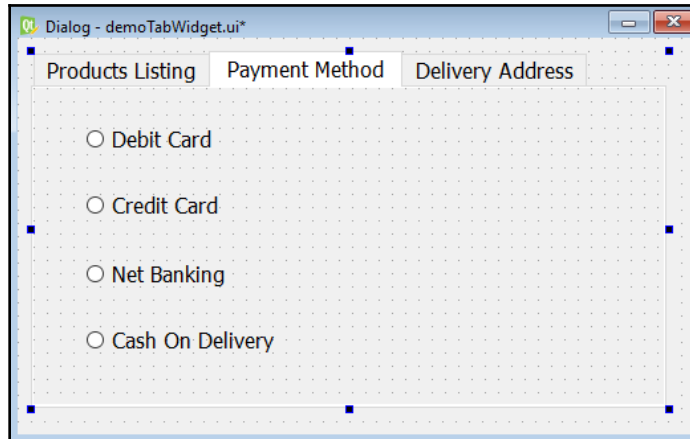 Dialog - demoTabWidget.ui*
Products Listing Payment Method Delivery Address
Debit Card
Credit Card
Net Banking
Cash On Delivery